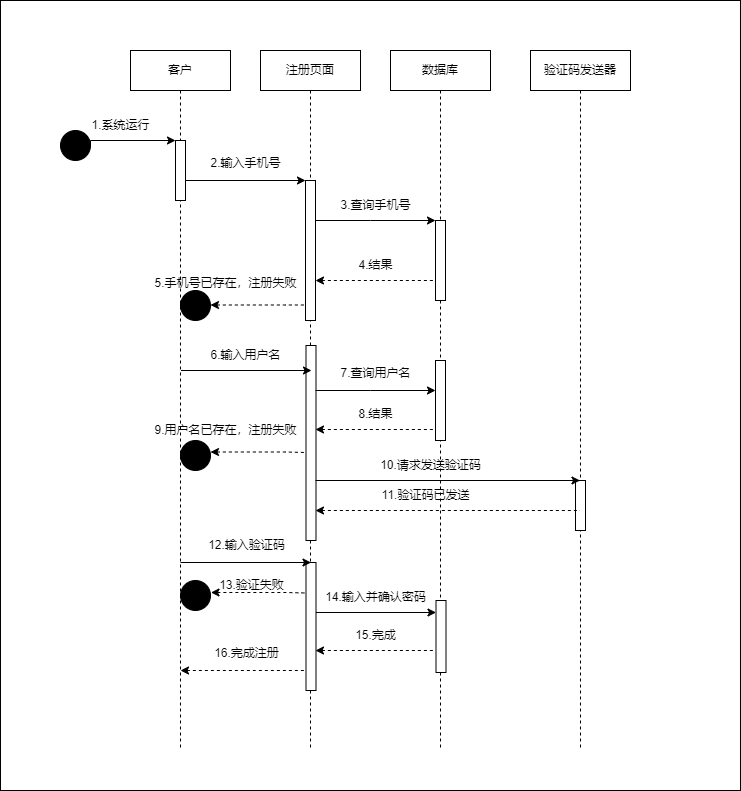 客户
注册页面
数据库
验证码发送器
1.系统运行
2.输入手机号
3.查询手机号
4.结果
5.手机号已存在，注册失败
6.输入用户名
7.查询用户名
8.结果
9.用户名已存在，注册失败
10.请求发送验证码
11.验证码已发送
12.输入验证码
13.验证失败
14.输入并确认密码
15.完成
16.完成注册